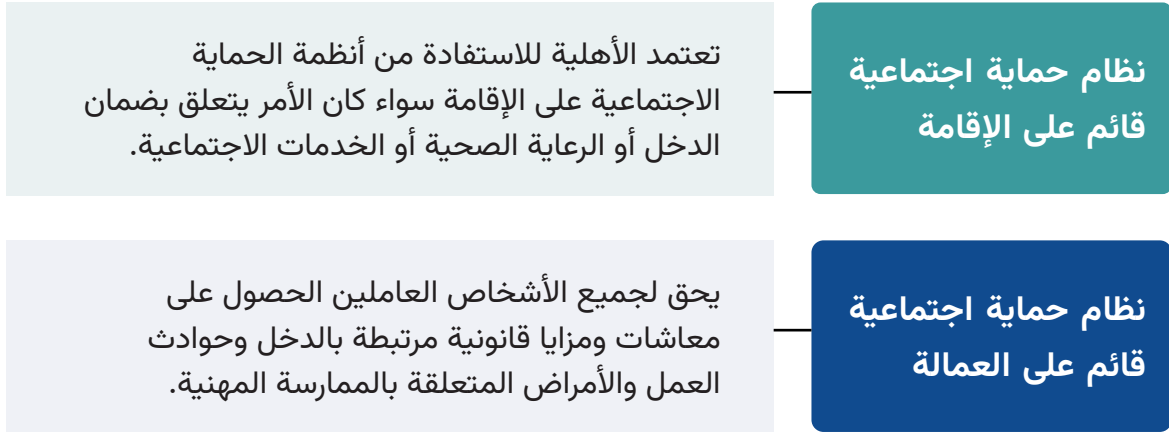 نظام حماية اجتماعية
قائم على الإقامة
تعتمد الأهلية للاستفادة من أنظمة الحماية
الاجتماعية على الإقامة سواء كان الأمر يتعلق بضمان
الدخل أو الرعاية الصحية أو الخدمات الاجتماعية.
نظام حماية اجتماعية
قائم على العمالة
يحق لجميع الأشخاص العاملين الحصول على
معاشات ومزايا قانونية مرتبطة بالدخل وحوادث
العمل والأمراض المتعلقة بالممارسة المهنية.